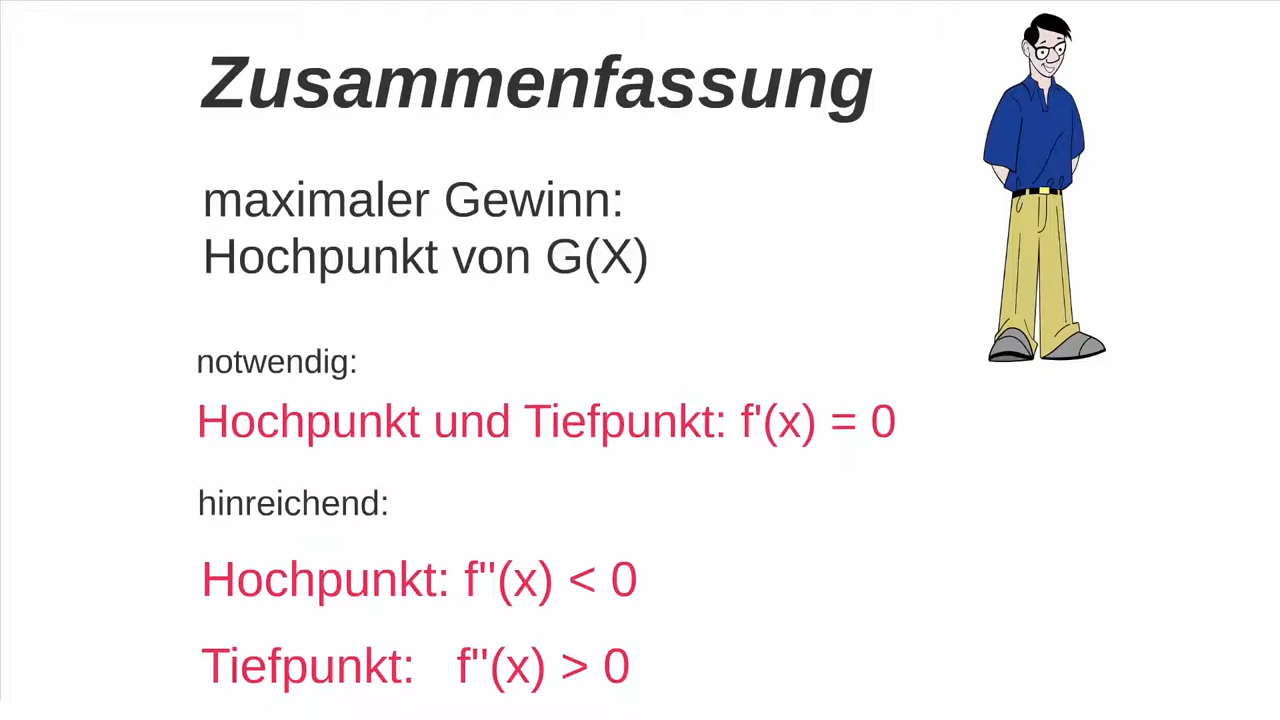 Zusammenfassung
maximaler Gewinn:
Hochpunkt von G(X)
notwendig:
Hochpunkt und Tiefpunkt: f'(x) = 0
hinreichend:
Hochpunkt: f"(x) < 0
Tiefpunkt: f"(x) > 0